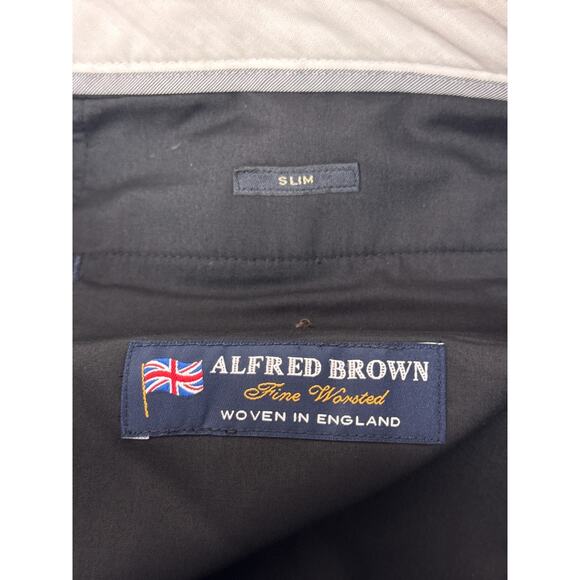 SLIM
ALFRED BROWN
Fine Worsted
WOVEN IN ENGLAND